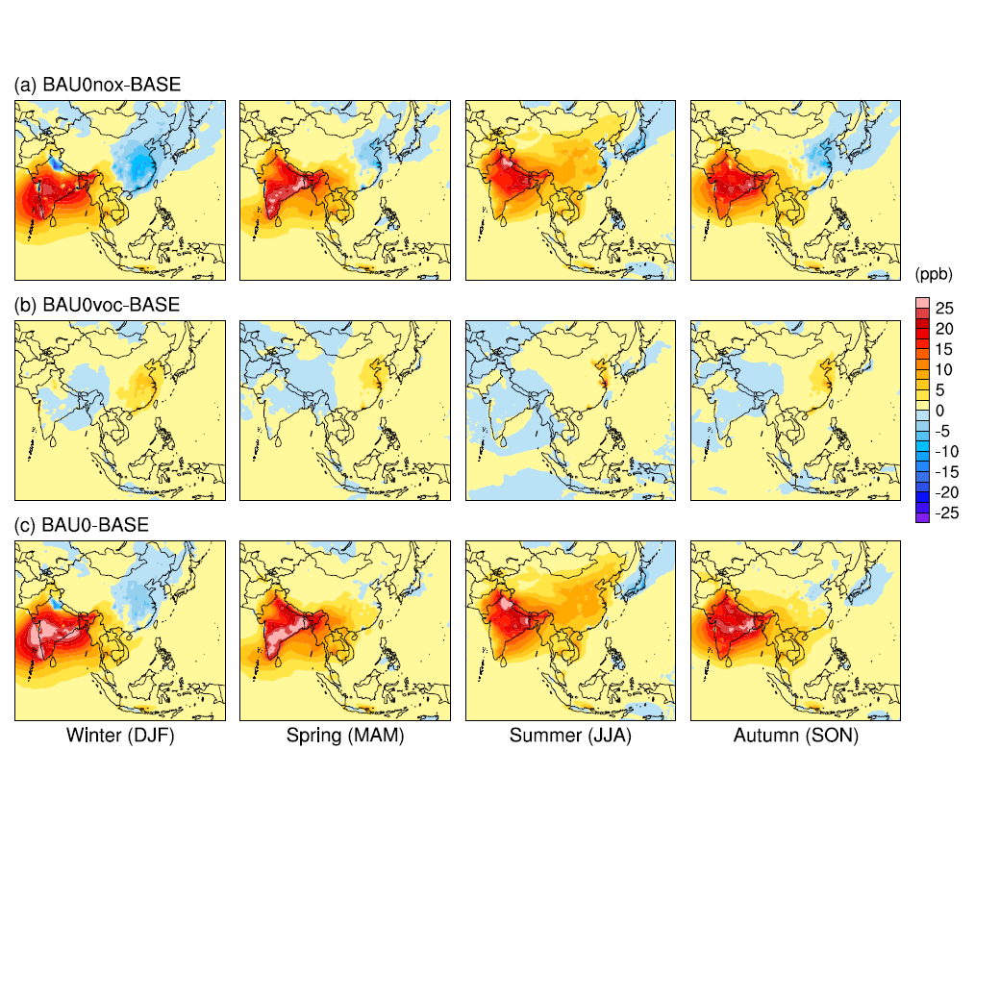 (a) BAU0nox-BASE
(ppb)
(b) BAU0voc-BASE
25
20
15
10
5
0
-5
-10
-15
-20
-25
(c) BAU0-BASE
Winter (DJF)
Spring (MAM)
Summer (JJA)
Autumn (SON)